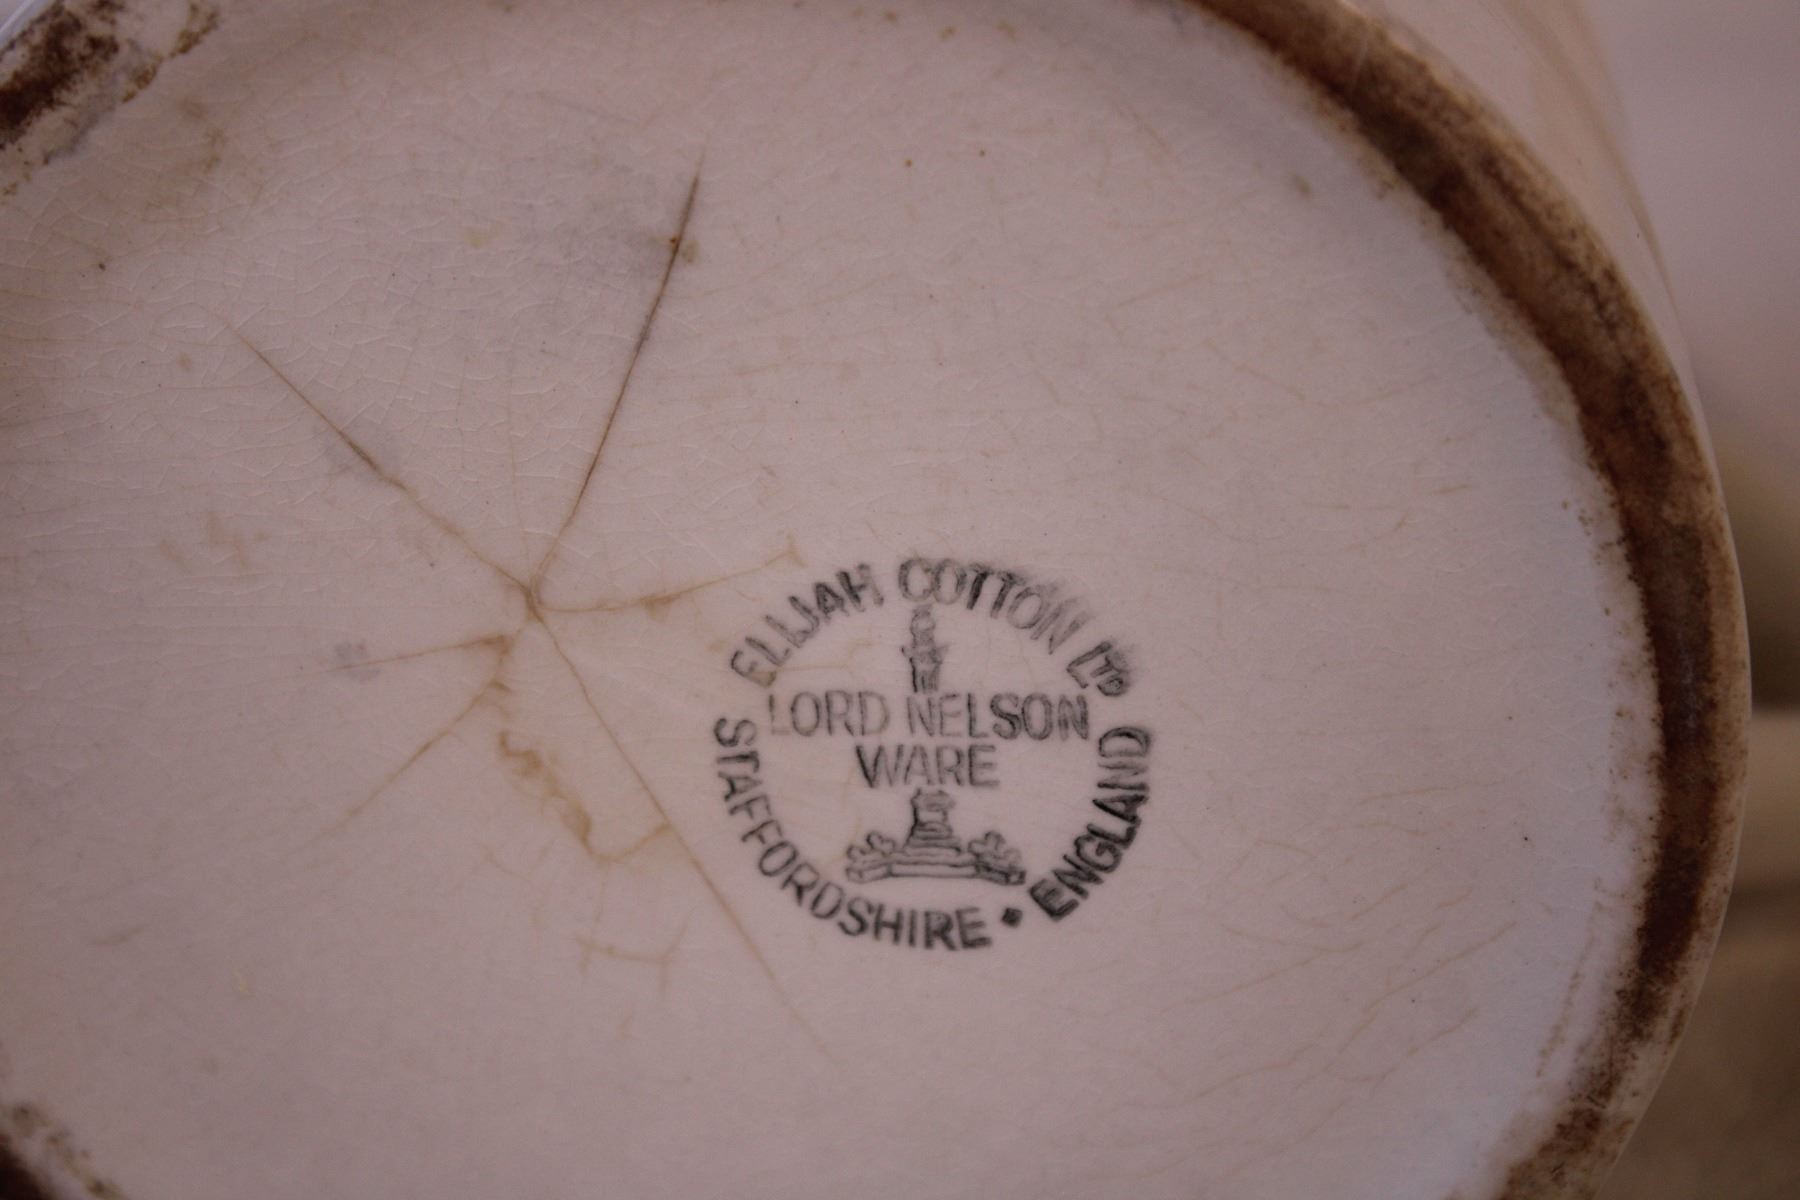 ELIJAH COTTON LTD
LORD NELSON
WARE
STAFFORDSHIRE • ENGLAND